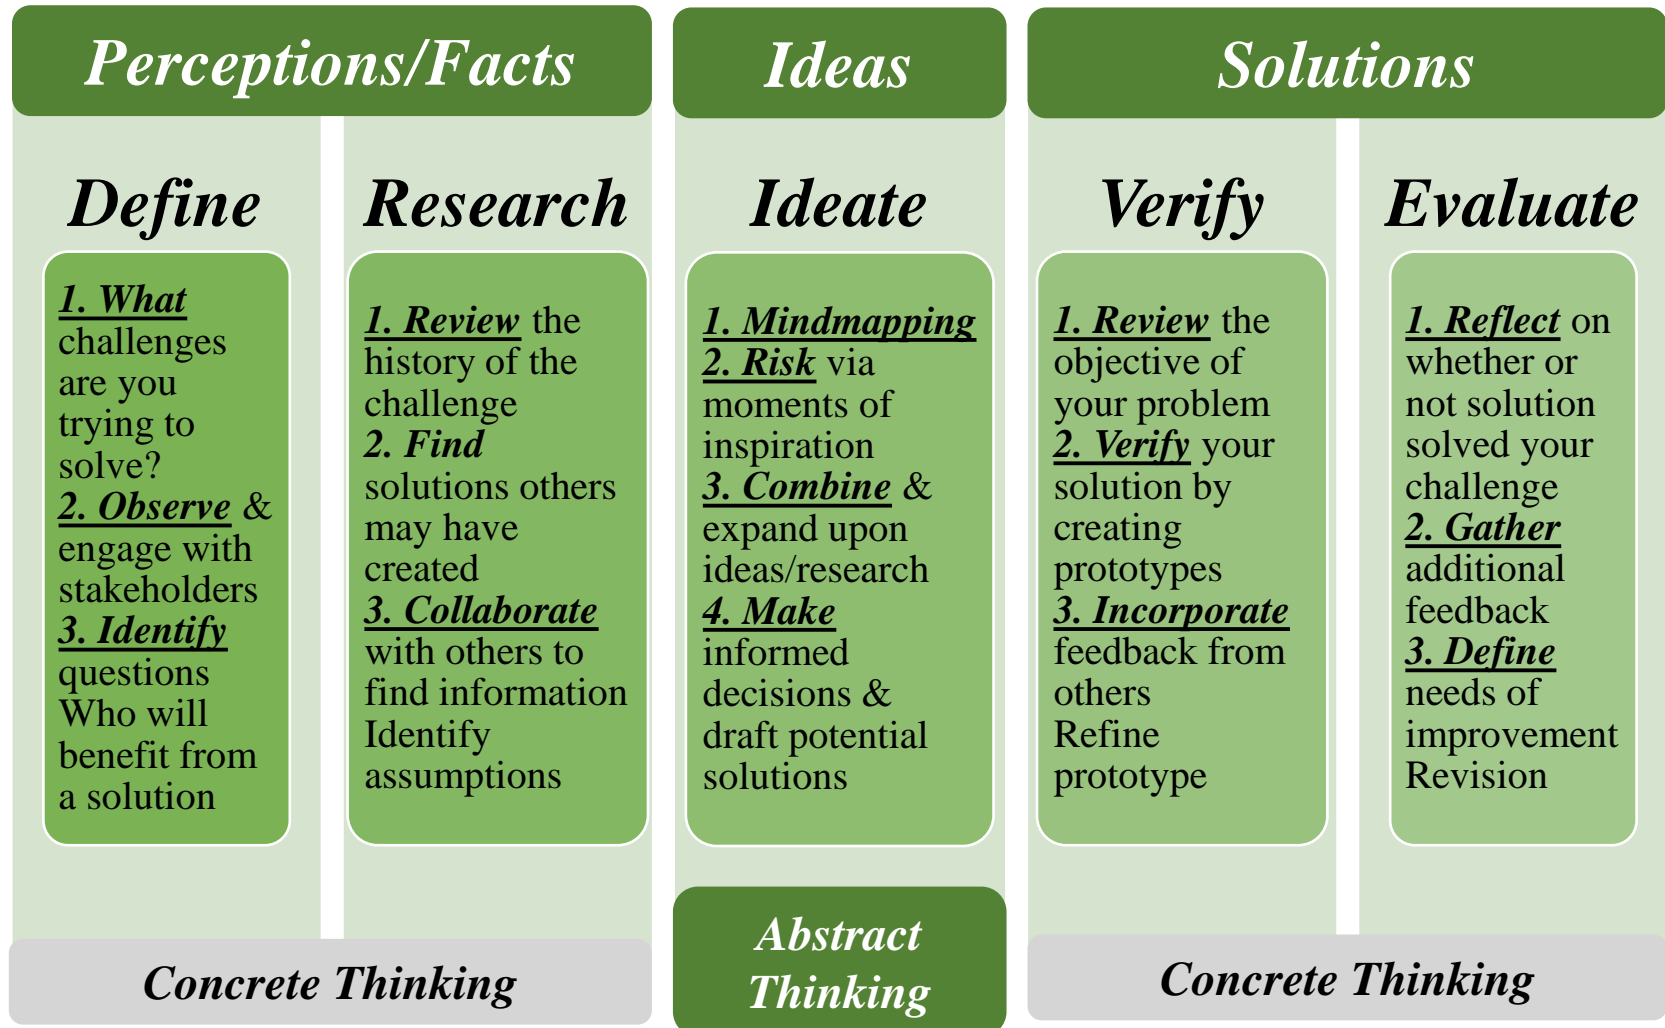 Perceptions/Facts
Ideas
Solutions
Define
1. What
challenges
are you
trying to
solve?
2. Observe &
engage with
stakeholders
3. Identify
questions
Who will
benefit from
a solution
Research
1. Review the
history of the
challenge
2. Find
solutions others
may have
created
3. Collaborate
with others to
find information
Identify
assumptions
Ideate
1. Mindmapping
2. Risk via
moments of
inspiration
3. Combine &
expand upon
ideas/research
4. Make
informed
decisions &
draft potential
solutions
Verify
1. Review the
objective of
your problem
2. Verify your
solution by
creating
prototypes
3. Incorporate
feedback from
others
Refine
prototype
Evaluate
1. Reflect on
whether or
not solution
solved your
challenge
2. Gather
additional
feedback
3. Define
needs of
improvement
Revision
Concrete Thinking
Abstract
Thinking
Concrete Thinking